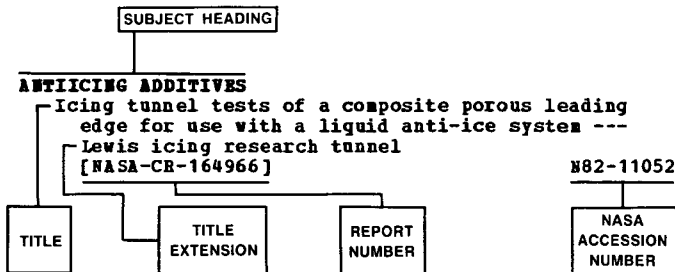 SUBJECT HEADING
ANTIICING ADDITIVES
Icing tunnel tests of a composite porous leading
edge for use with a liquid anti-ice system ---
Lewis icing research tunnel
[NASA-CR-164966] N82-11052
TITLE
TITLE EXTENSION
REPORT NUMBER
NASA ACCESSION NUMBER